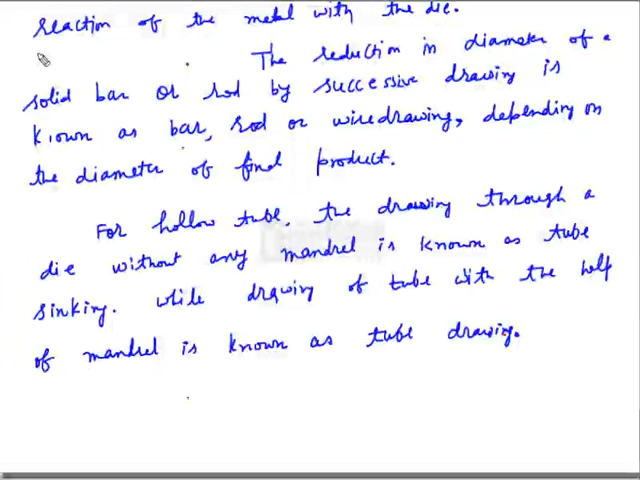 reaction of the metal with the die.
The reduction in diameter of a
solid bar or rod by successive drawing is
known as bar, rod or wiredrawing, depending on
the diameter of final product.
For hollow tube, the drawing through a
die without any mandrel is known as tube
sinking. while drawing of tube with the help
of mandrel is known as tube drawing.